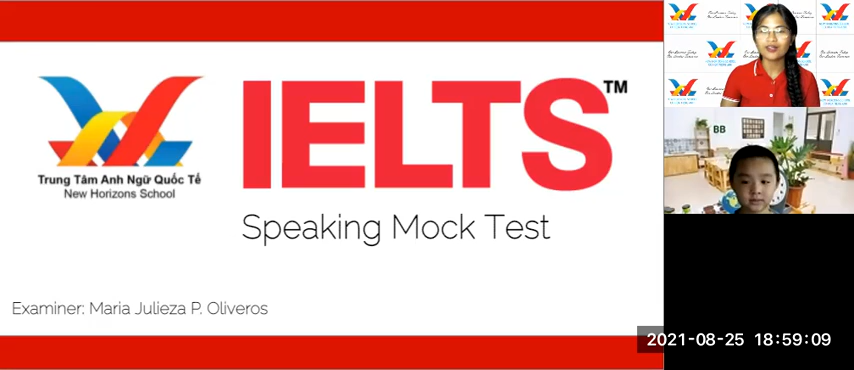 IELTS™
Trung Tâm Anh Ngữ Quốc Tế
New Horizons School
Speaking Mock Test
Examiner: Maria Julieza P. Oliveros
BB
2021-08-25 18:59:09